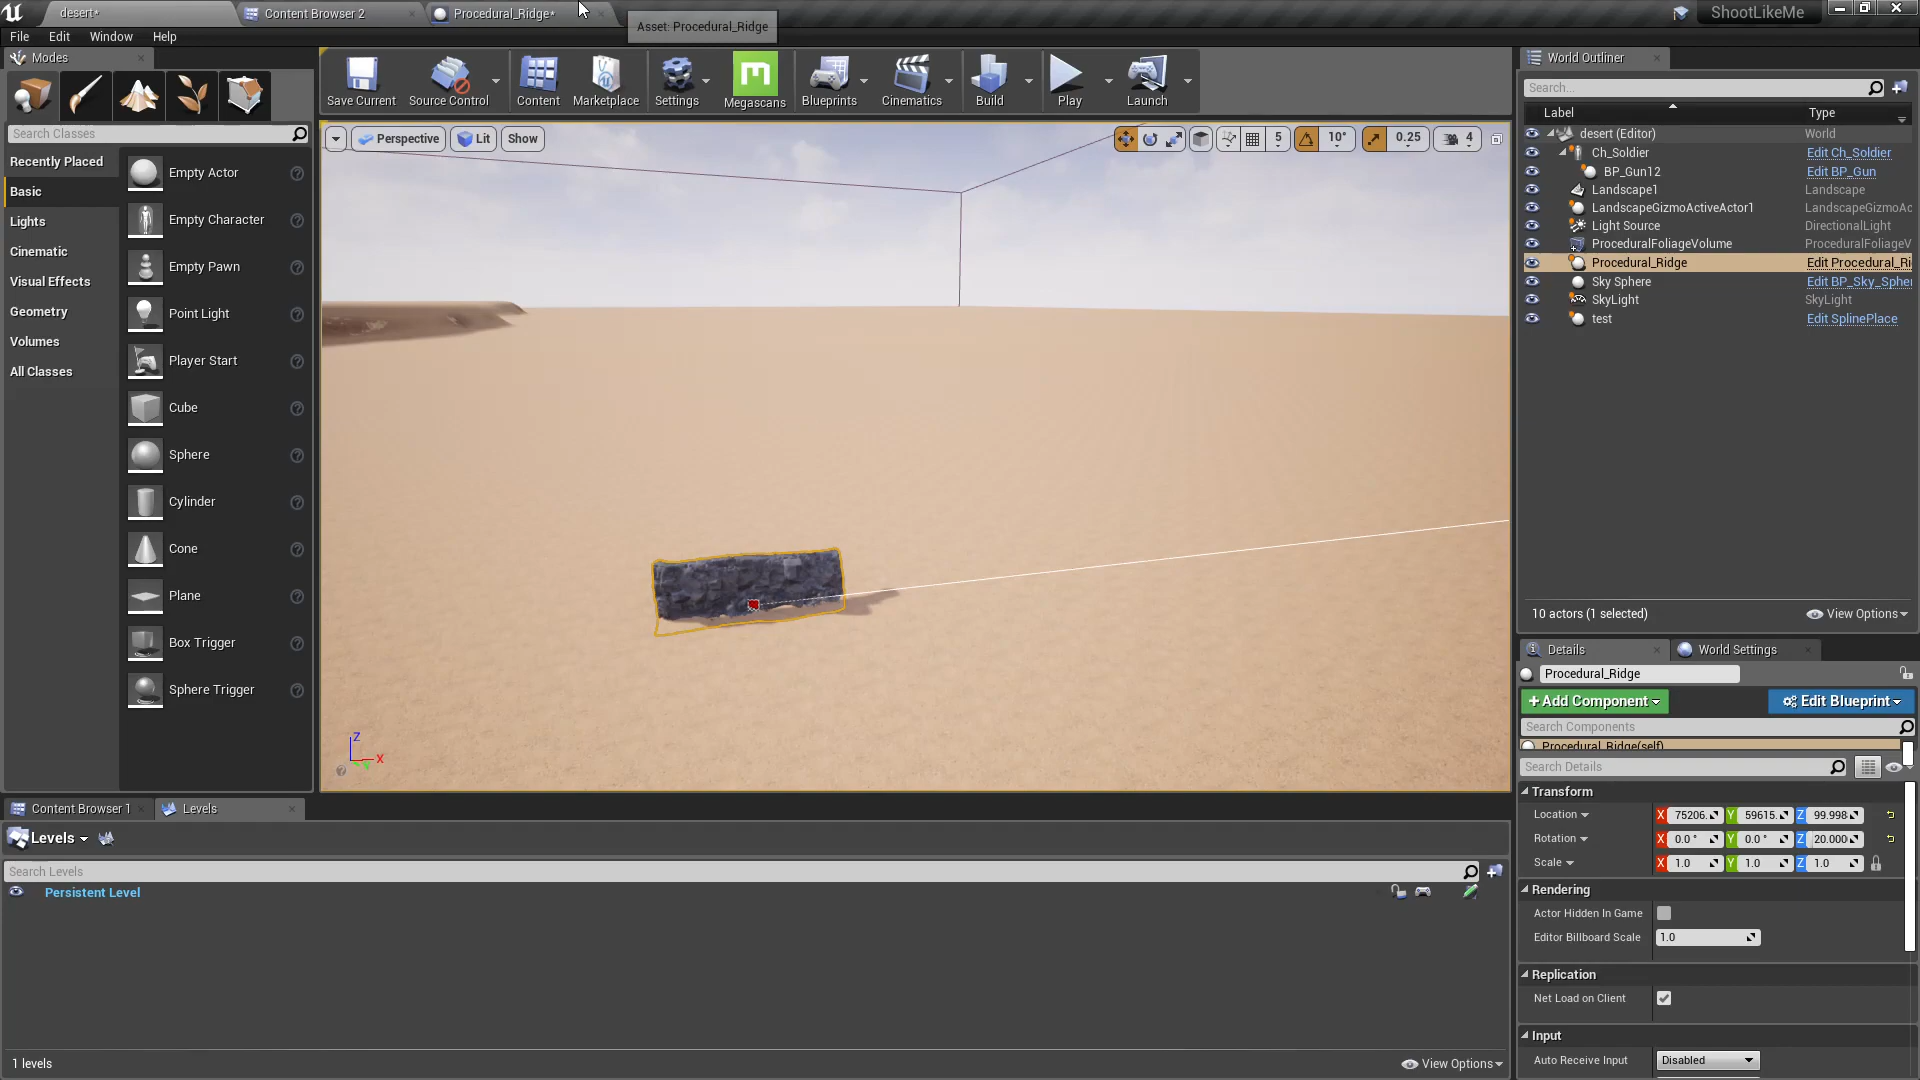 desert*
Content Browser 2
Procedural_Ridge*
ShootLikeMe
File Edit Window Help
Asset: Procedural_Ridge
Modes
Search Classes
Recently Placed
Basic
Lights
Cinematic
Visual Effects
Geometry
Volumes
All Classes
Empty Actor
Empty Character
Empty Pawn
Point Light
Player Start
Cube
Sphere
Cylinder
Cone
Plane
Box Trigger
Sphere Trigger
Save Current
Source Control
Content
Marketplace
Settings
Megascans
Blueprints
Cinematics
Build
Play
Launch
Perspective
Lit
Show
5
10°
0.25
4
Z
X
Y
World Outliner
Search...
Label Type
desert (Editor) World
Ch_Soldier Edit Ch_Soldier
BP_Gun12 Edit BP_Gun
Landscape1 Landscape
LandscapeGizmoActiveActor1 LandscapeGizmoAc
Light Source DirectionalLight
ProceduralFoliageVolume ProceduralFoliageV
Procedural_Ridge Edit Procedural_Ri
Sky Sphere Edit BP_Sky_Spher
SkyLight SkyLight
test Edit SplinePlace
10 actors (1 selected)
View Options
Details
World Settings
Procedural_Ridge
+Add Component
Edit Blueprint
Search Components
Procedural_Ridge(self)
Search Details
Transform
Location X 75206. Y 59615. Z 99.998
Rotation X 0.0 ° Y 0.0 ° Z 20.000
Scale X 1.0 Y 1.0 Z 1.0
Rendering
Actor Hidden In Game
Editor Billboard Scale 1.0
Replication
Net Load on Client
Input
Auto Receive Input Disabled
Content Browser 1
Levels
Levels
Search Levels
Persistent Level
1 levels
View Options